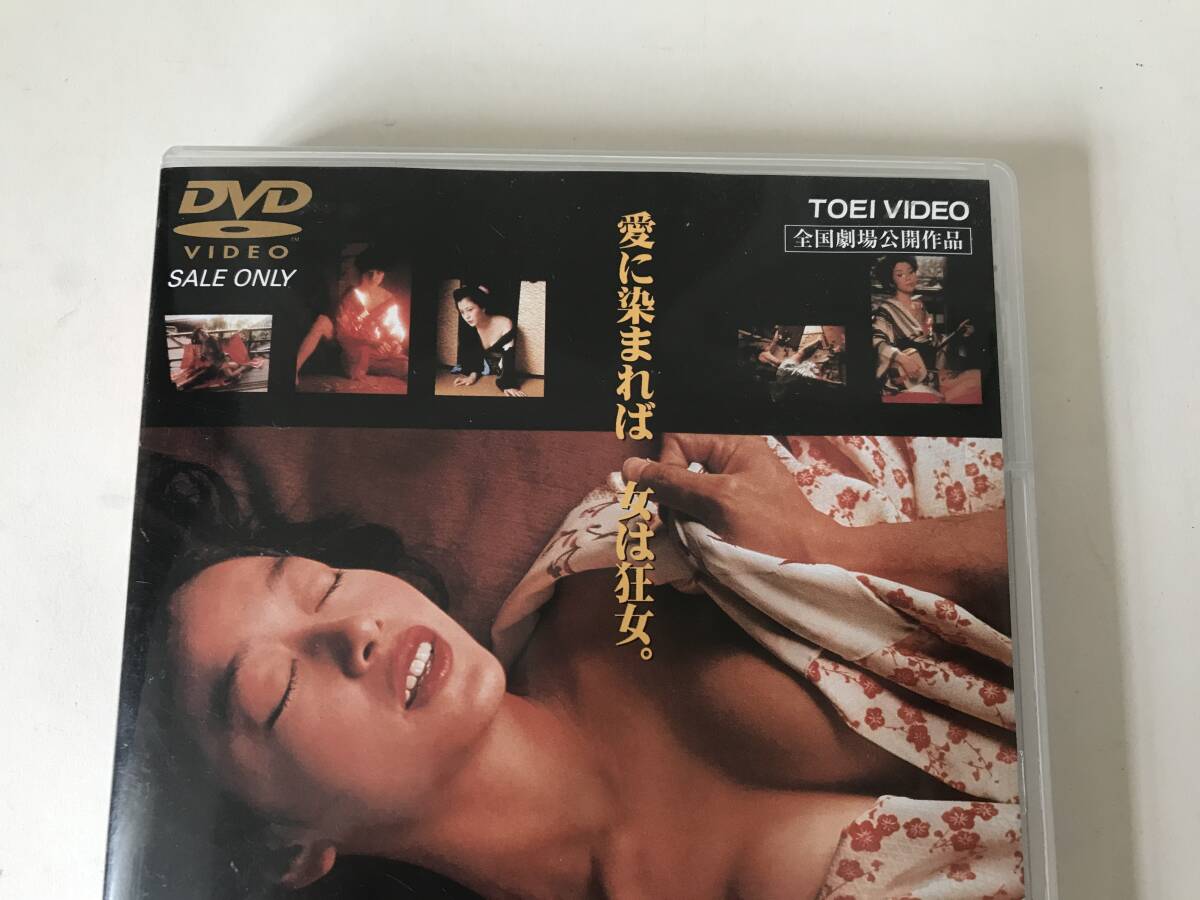 DVD
VIDEO™
SALE ONLY
TOEI VIDEO
全国劇場公開作品
愛に染まれば 女は狂女。